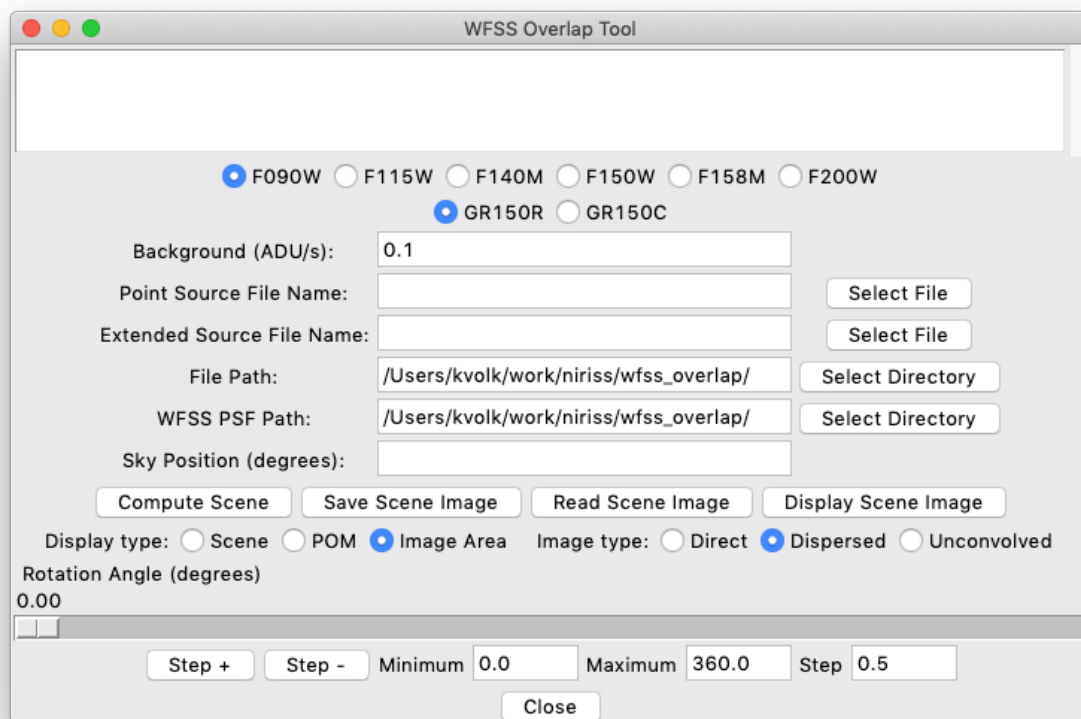 WFSS Overlap Tool
F090W F115W F140M F150W F158M F200W
GR150R GR150C
Background (ADU/s): 0.1
Point Source File Name: Select File
Extended Source File Name: Select File
File Path: /Users/kvolk/work/niriss/wfss_overlap/ Select Directory
WFSS PSF Path: /Users/kvolk/work/niriss/wfss_overlap/ Select Directory
Sky Position (degrees):
Compute Scene Save Scene Image Read Scene Image Display Scene Image
Display type: Scene POM Image Area Image type: Direct Dispersed Unconvolved
Rotation Angle (degrees)
0.00
Step + Step - Minimum 0.0 Maximum 360.0 Step 0.5
Close